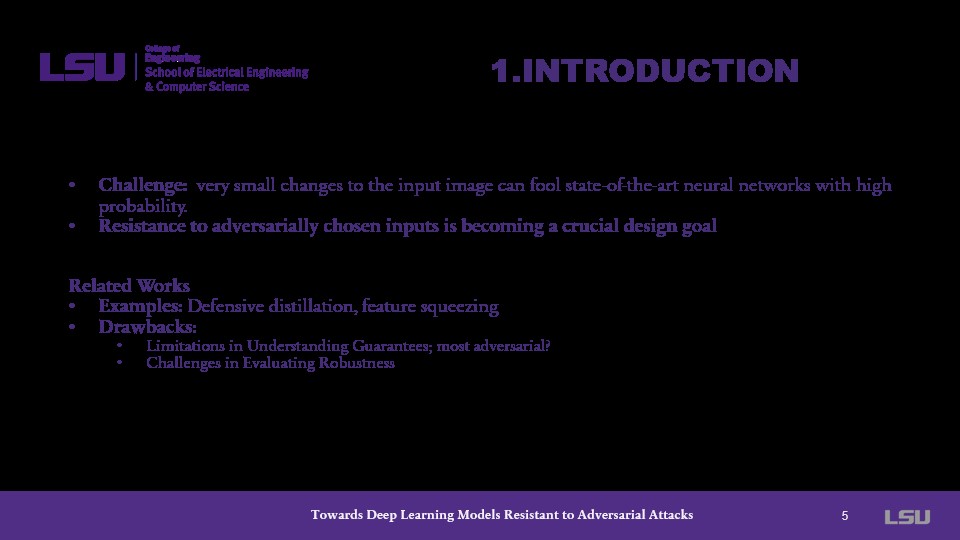 LSU
College of
Engineering
School of Electrical Engineering
& Computer Science
1.INTRODUCTION
• Challenge: very small changes to the input image can fool state-of-the-art neural networks with high
probability.
• Resistance to adversarially chosen inputs is becoming a crucial design goal
Related Works
• Examples: Defensive distillation, feature squeezing
• Drawbacks:
• Limitations in Understanding Guarantees; most adversarial?
• Challenges in Evaluating Robustness
Towards Deep Learning Models Resistant to Adversarial Attacks
5
LSU